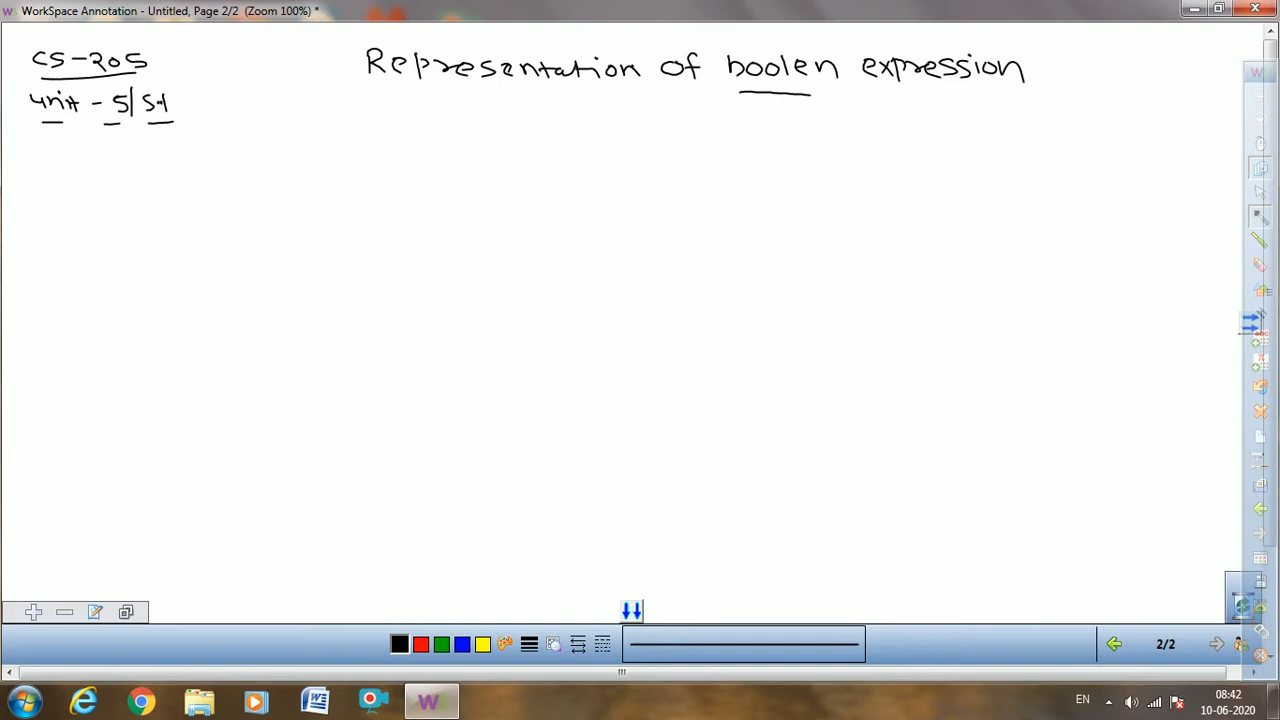 WorkSpace Annotation - Untitled, Page 2/2 (Zoom 100%) *
CS-205
Representation of boolen expression
Unit - 5| 5.1
2/2
EN
08:42
10-06-2020